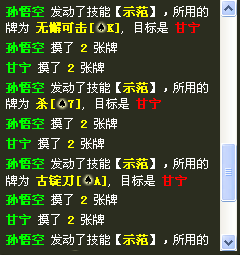 孙悟空 发动了技能【示范】，所用的
牌为 无懈可击[♠K]，目标是 甘宁
孙悟空 摸了 2 张牌
甘宁 摸了 2 张牌
孙悟空 发动了技能【示范】，所用的
牌为 杀[♠7]，目标是 甘宁
孙悟空 摸了 2 张牌
甘宁 摸了 2 张牌
孙悟空 发动了技能【示范】，所用的
牌为 古锭刀[♠A]，目标是 甘宁
孙悟空 摸了 2 张牌
甘宁 摸了 2 张牌
孙悟空 发动了技能【示范】，所用的